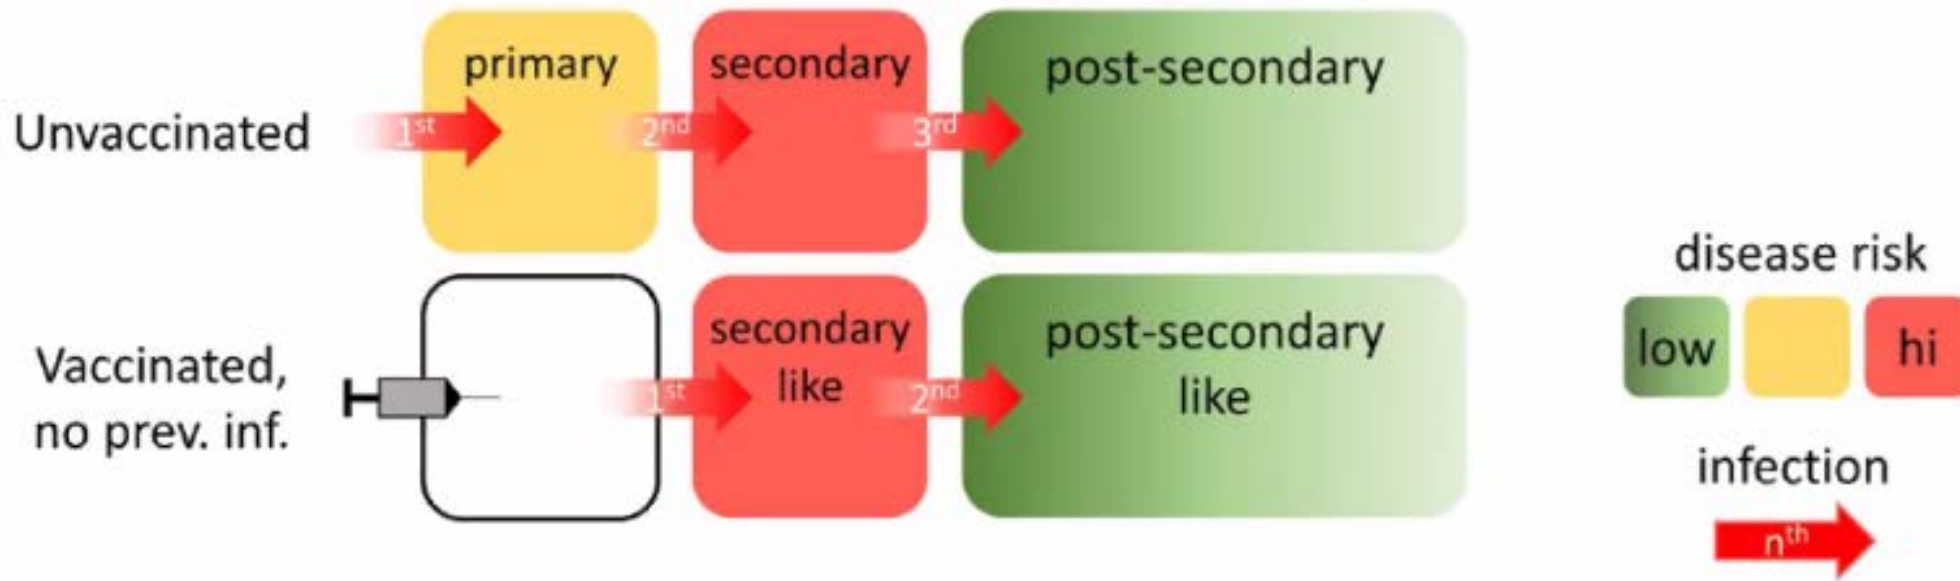 primary
secondary
post-secondary
Unvaccinated
1st
2nd
3rd
secondary
like
post-secondary
like
Vaccinated,
no prev. inf.
1st
2nd
disease risk
low
hi
infection
nth